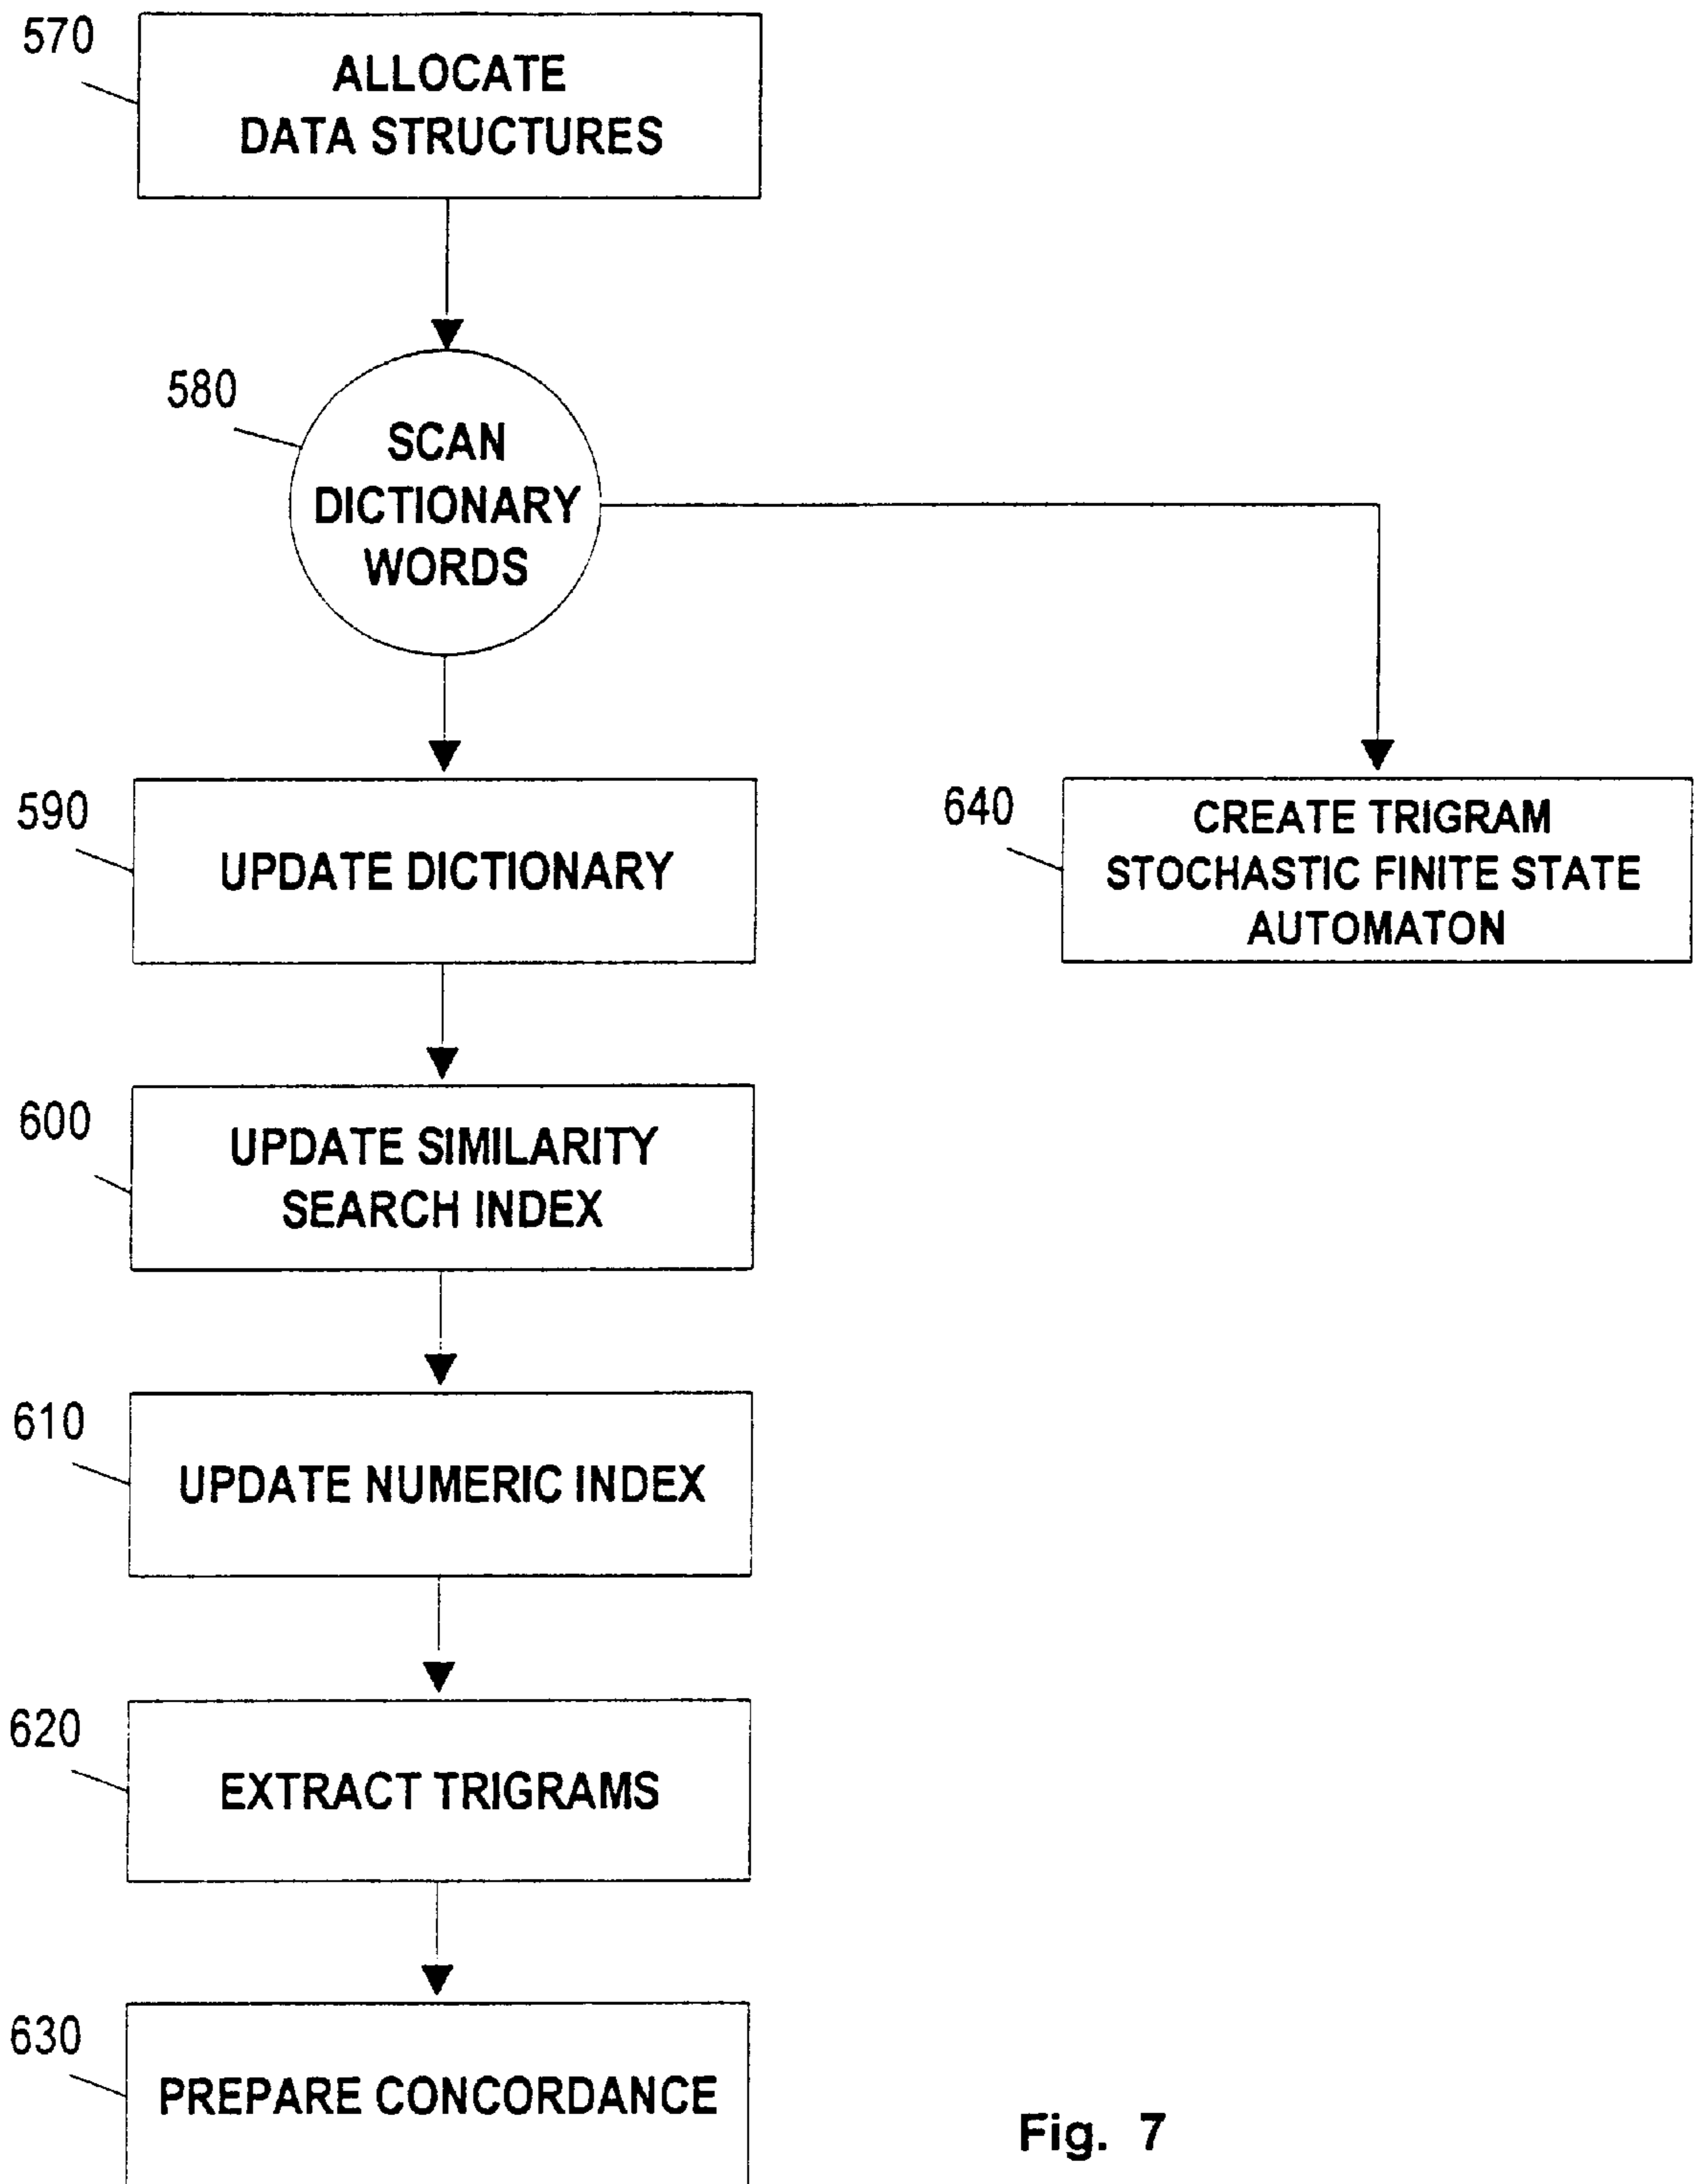 570
ALLOCATE
DATA STRUCTURES
580
SCAN
DICTIONARY
WORDS
590
UPDATE DICTIONARY
640
CREATE TRIGRAM
STOCHASTIC FINITE STATE
AUTOMATON
600
UPDATE SIMILARITY
SEARCH INDEX
610
UPDATE NUMERIC INDEX
620
EXTRACT TRIGRAMS
630
PREPARE CONCORDANCE
Fig. 7